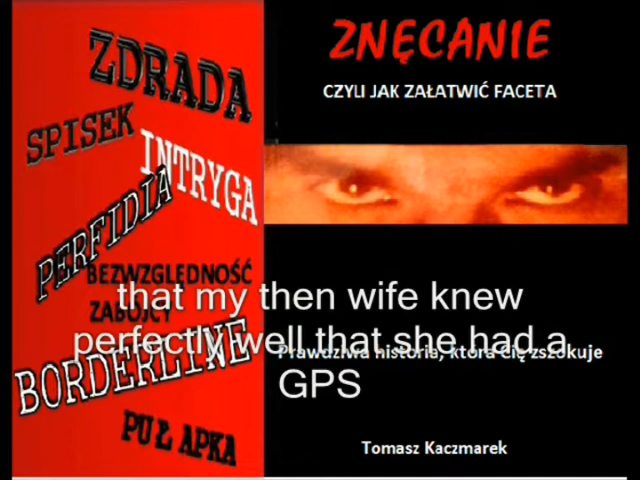 ZDRADA
SPISEK
INTRYGA
PERFIDIA
BEZWZGLĘDNOŚĆ
ZABÓJCY
BORDERLINE
PUŁAPKA
ZNĘCANIE
CZYLI JAK ZAŁATWIĆ FACETA
that my then wife knew
perfectly well that she had a
GPS
Prawdziwa historia, która Cię zszokuje
Tomasz Kaczmarek